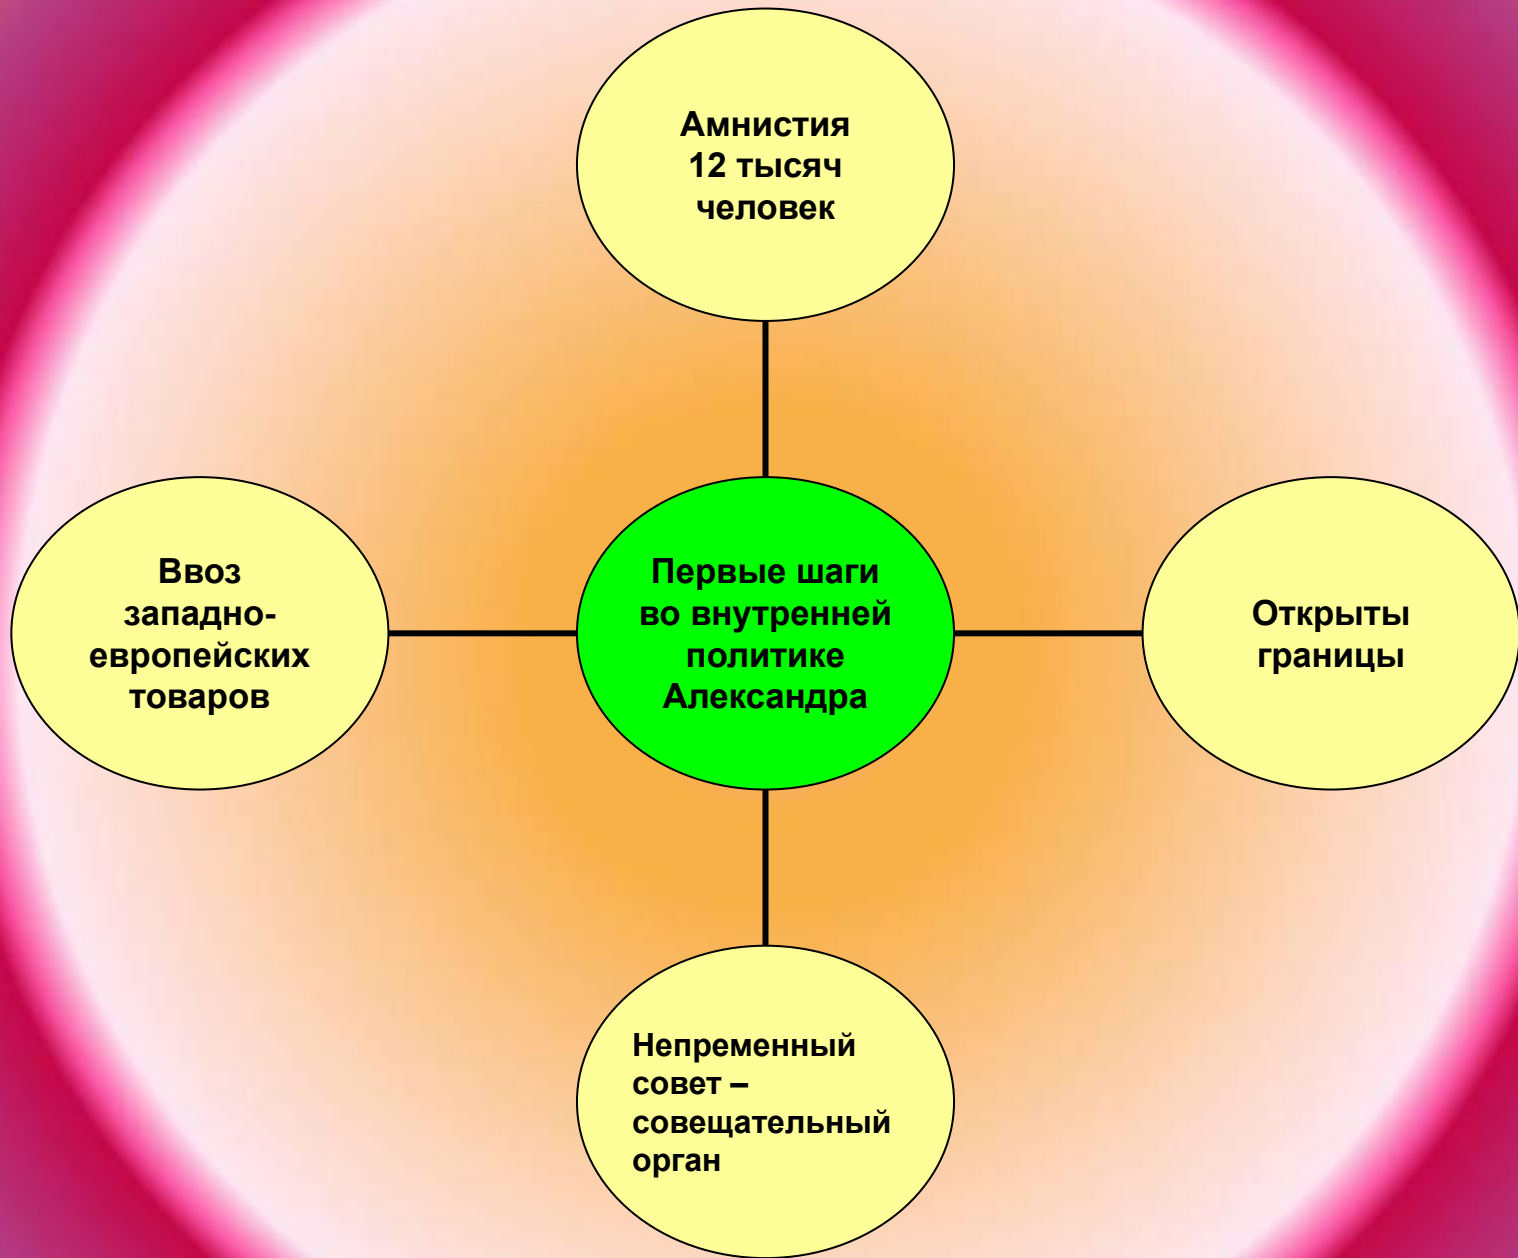 Амнистия
12 тысяч
человек
Ввоз
западно-
европейских
товаров
Первые шаги
во внутренней
политике
Александра
Открыты
границы
Непременный
совет –
совещательный
орган